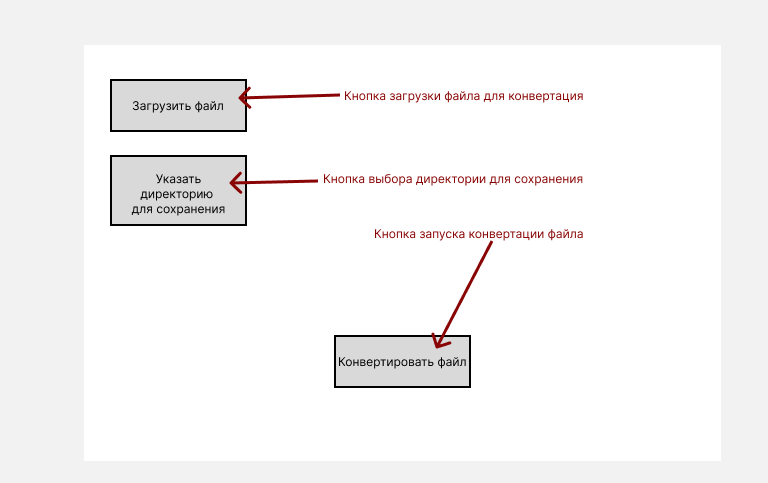 Загрузить файл
Кнопка загрузки файла для конвертация
Указать
директорию
для сохранения
Кнопка выбора директории для сохранения
Кнопка запуска конвертации файла
Конвертировать файл